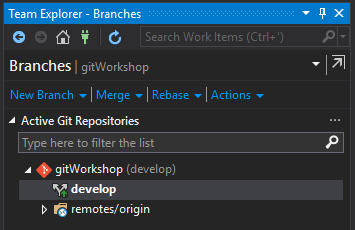 Team Explorer - Branches
Search Work Items (Ctrl+')
Branches | gitWorkshop
New Branch | Merge | Rebase | Actions
Active Git Repositories
Type here to filter the list
gitWorkshop (develop)
develop
remotes/origin